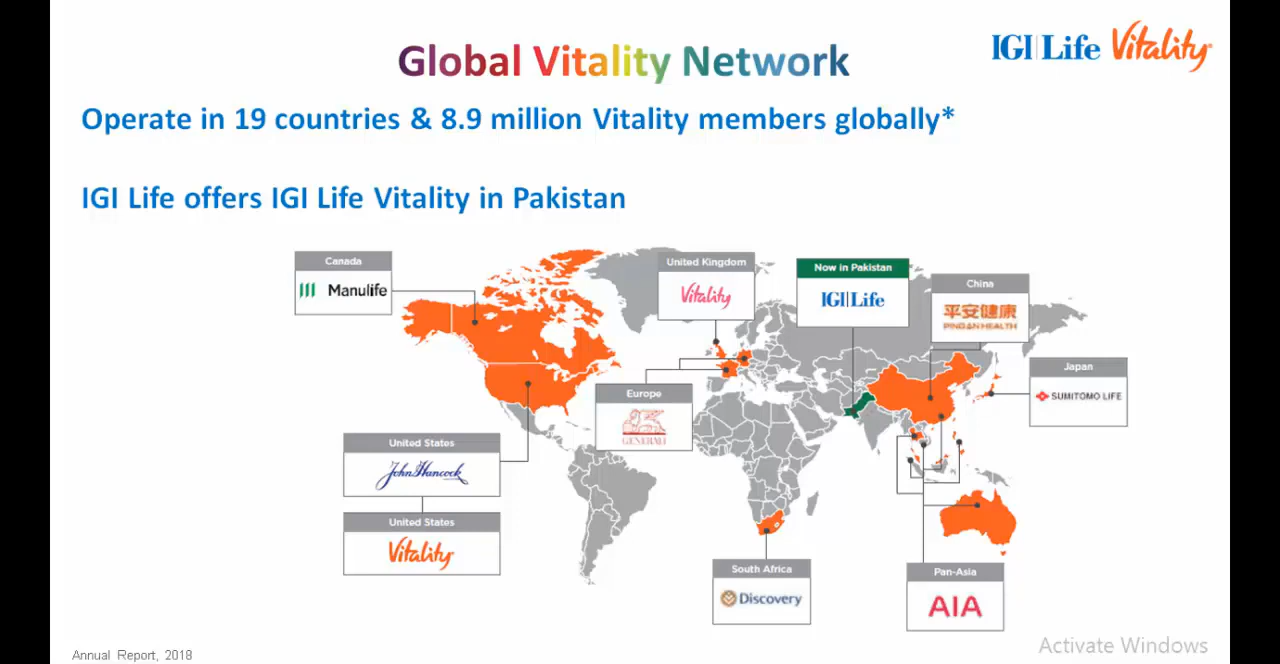 IGI Life Vitality
Global Vitality Network
Operate in 19 countries & 8.9 million Vitality members globally*
IGI Life offers IGI Life Vitality in Pakistan
Canada
Manulife
United Kingdom
Vitality
Now in Pakistan
IGI Life
China
平安健康
PING AN HEALTH
Japan
SUMITOMO LIFE
Europe
GENERALI
United States
John Hancock
United States
Vitality
South Africa
Discovery
Pan-Asia
AIA
Annual Report, 2018
Activate Windows